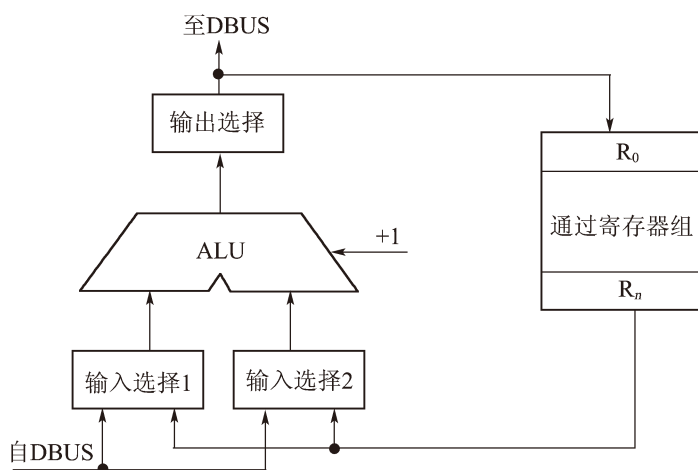 至DBUS
输出选择
R₀
通过寄存器组
Rₙ
ALU
+1
输入选择1
输入选择2
自DBUS